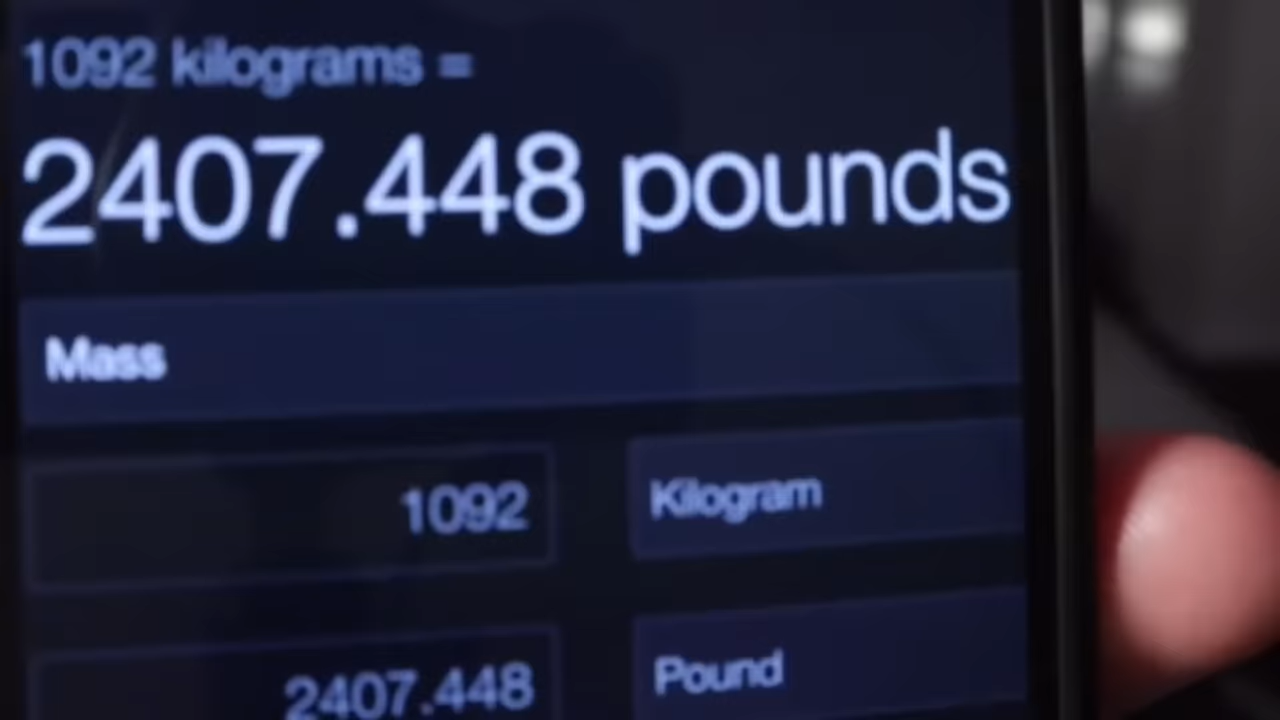 1092 kilograms =
2407.448 pounds
Mass
1092 Kilogram
2407.448 Pound